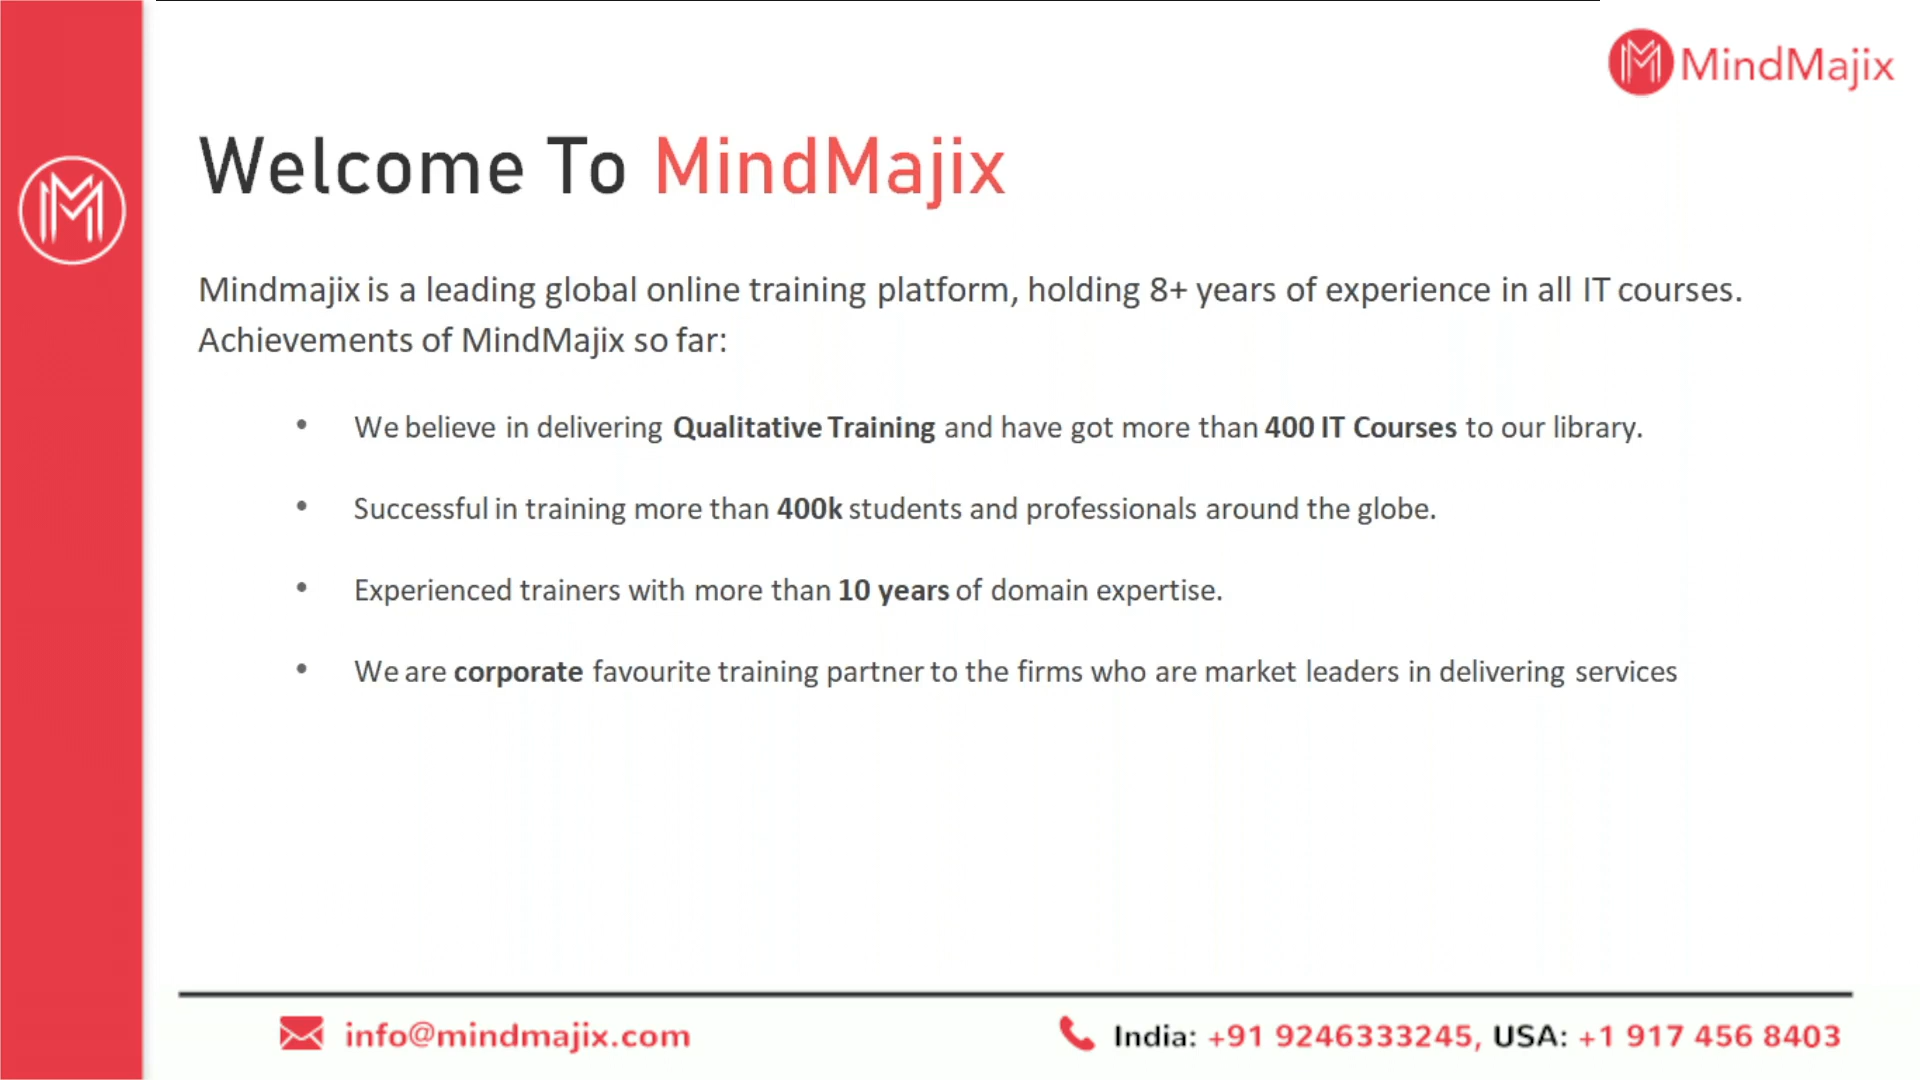 MindMajix
Welcome To MindMajix
Mindmajix is a leading global online training platform, holding 8+ years of experience in all IT courses.
Achievements of MindMajix so far:
• We believe in delivering Qualitative Training and have got more than 400 IT Courses to our library.
• Successful in training more than 400k students and professionals around the globe.
• Experienced trainers with more than 10 years of domain expertise.
• We are corporate favourite training partner to the firms who are market leaders in delivering services
info@mindmajix.com
India: +91 9246333245, USA: +1 917 456 8403